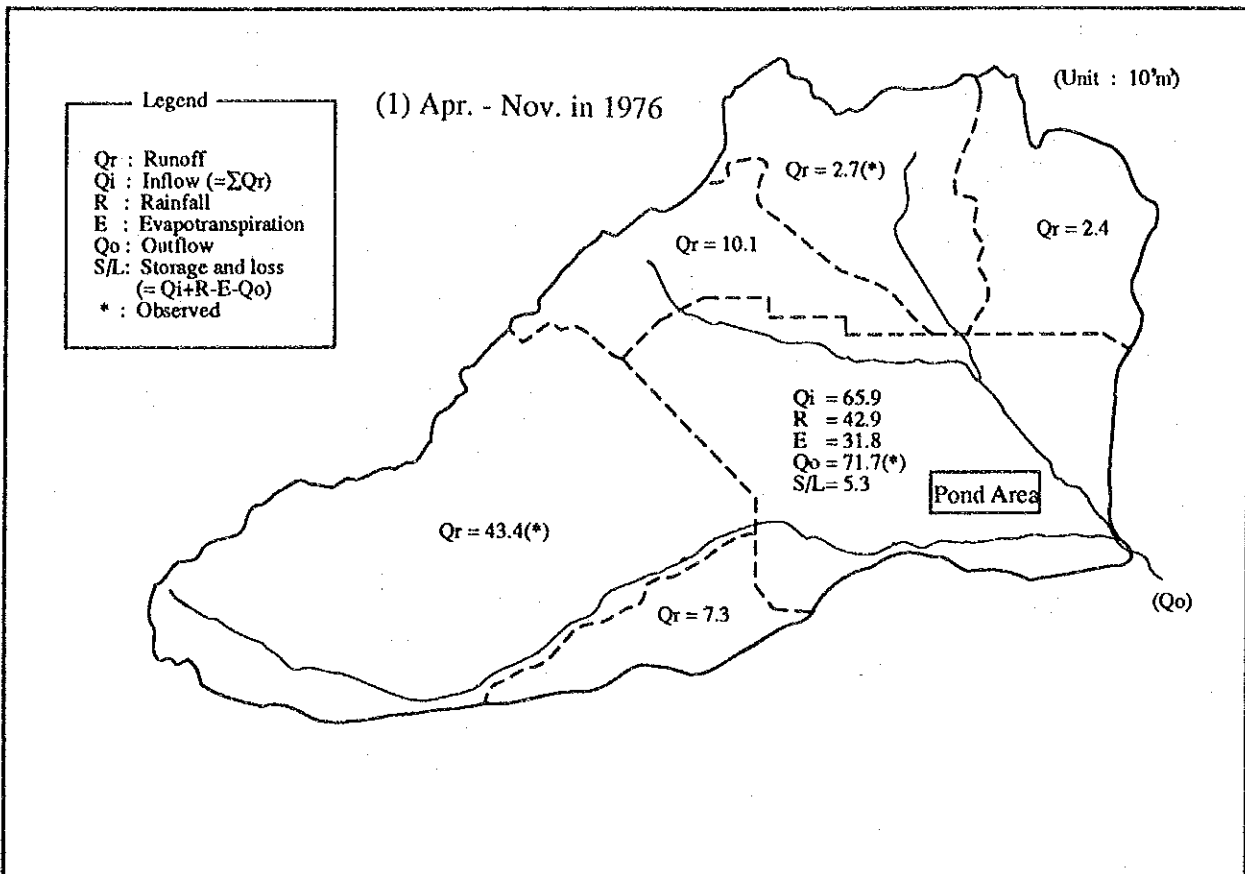 Legend
Qr : Runoff
Qi : Inflow (=∑Qr)
R : Rainfall
E : Evapotranspiration
Qo : Outflow
S/L: Storage and loss
(= Qi+R-E-Qo)
* : Observed
(1) Apr. - Nov. in 1976
(Unit :
Qr = 2.7(*)
Qr = 2.4
Qr = 10.1
Qi = 65.9
R = 42.9
E = 31.8
Qo = 71.7(*)
S/L= 5.3
Pond Area
Qr = 43.4(*)
Qr = 7.3
(Qo)